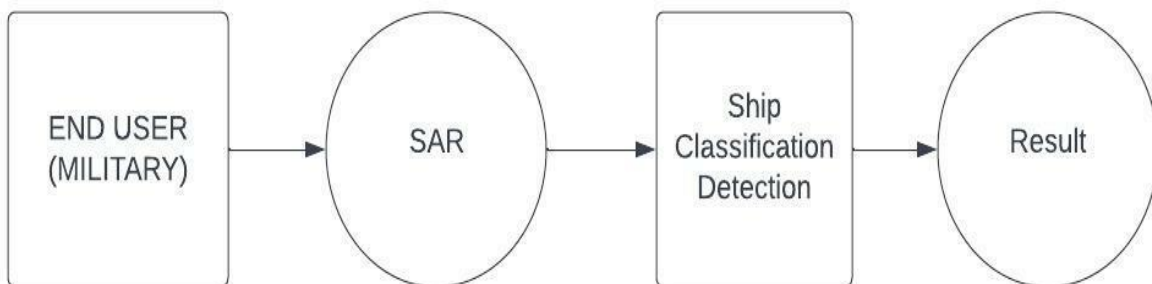 END USER
(MILITARY)
SAR
Ship
Classification
Detection
Result